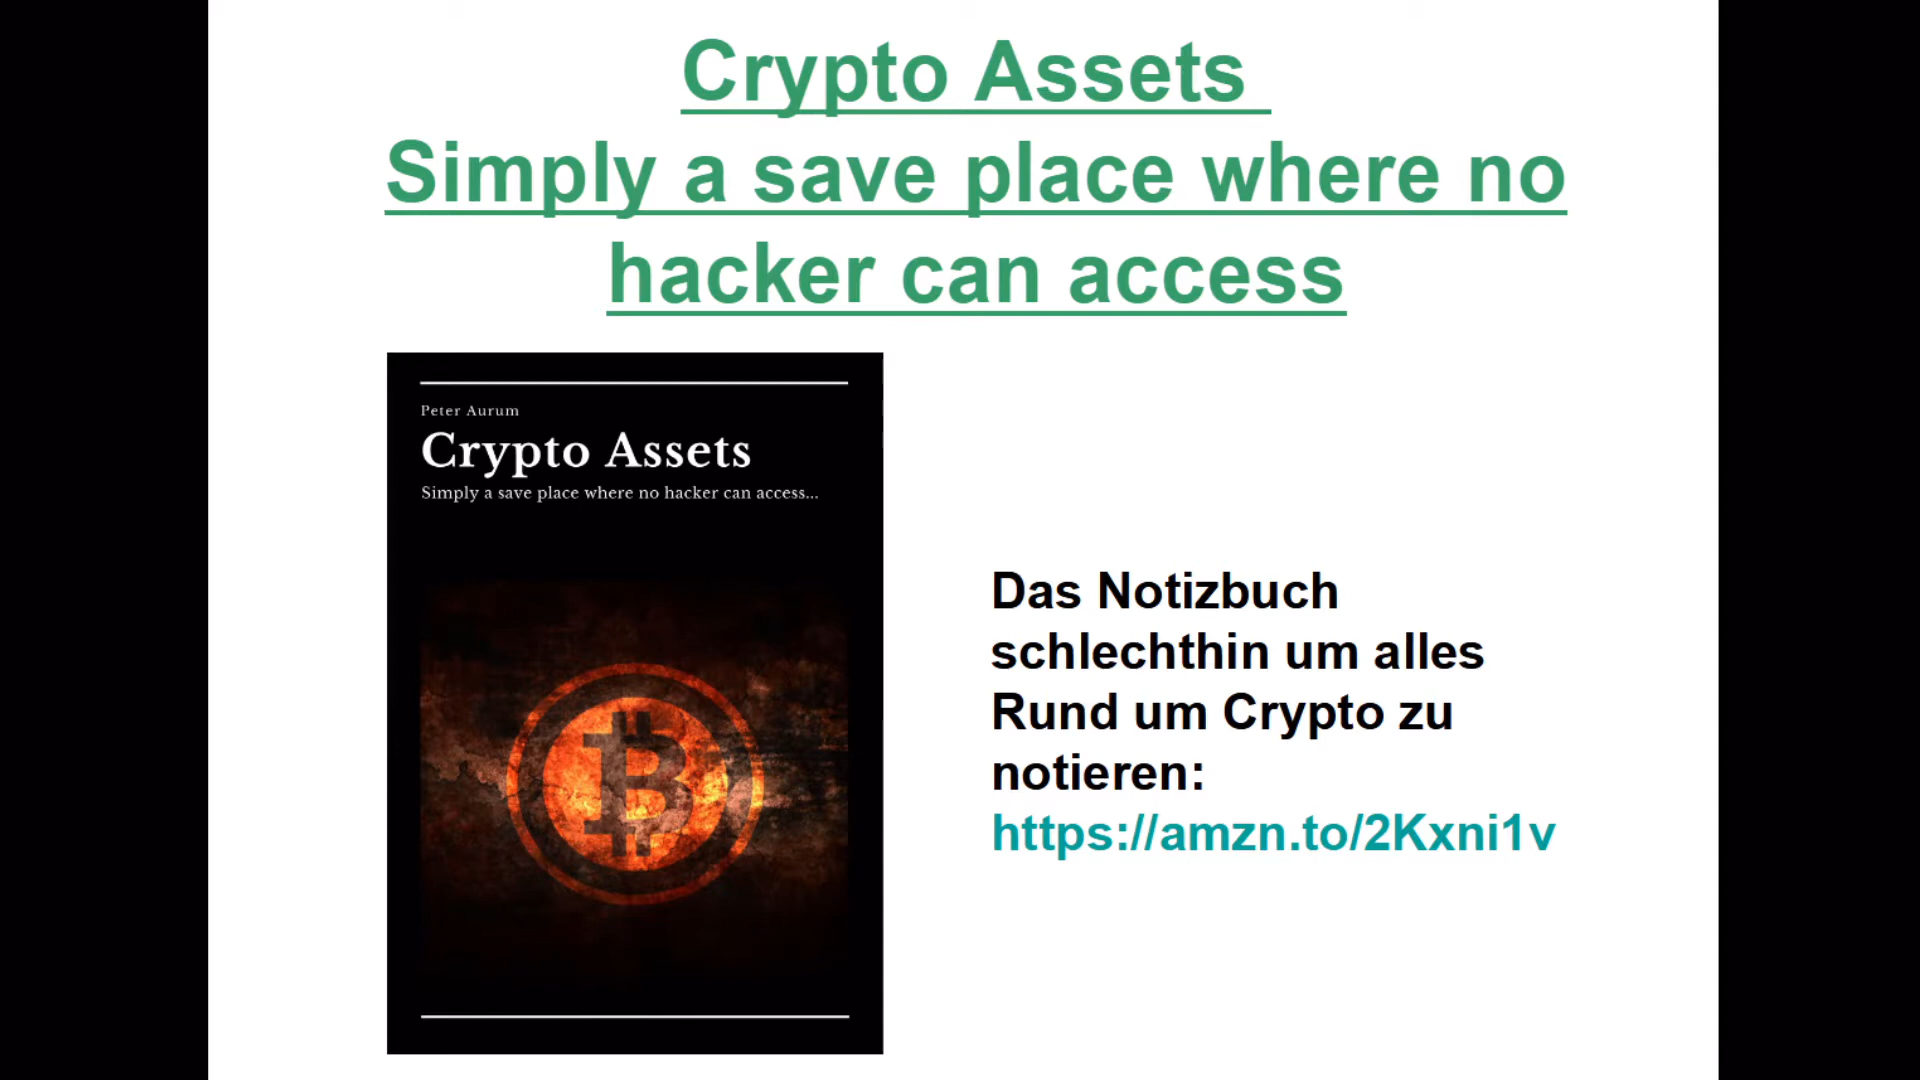 Crypto Assets
Simply a save place where no
hacker can access
Peter Aurum
Crypto Assets
Simply a save place where no hacker can access...
Das Notizbuch
schlechthin um alles
Rund um Crypto zu
notieren:
https://amzn.to/2Kxni1v